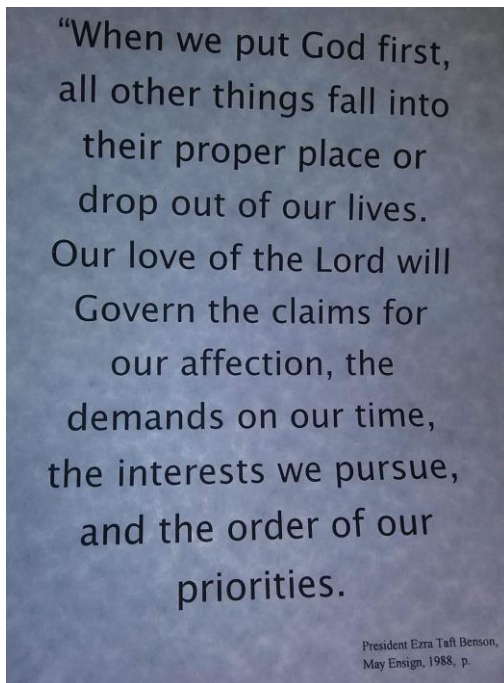 “When we put God first,
all other things fall into
their proper place or
drop out of our lives.
Our love of the Lord will
Govern the claims for
our affection, the
demands on our time,
the interests we pursue,
and the order of our
priorities.
President Ezra Taft Benson,
May Ensign, 1988, p.